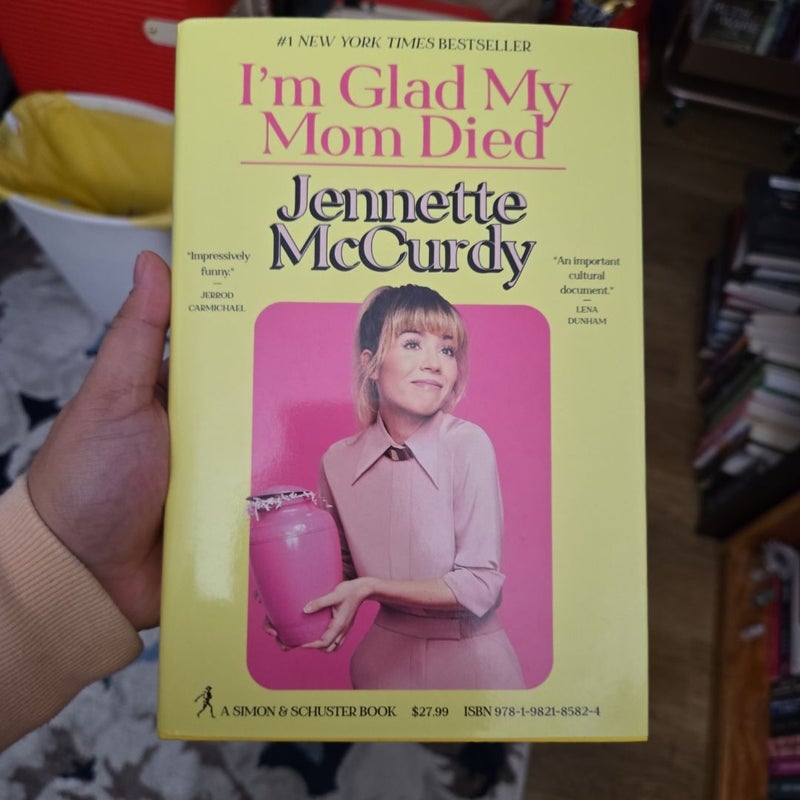 #1 NEW YORK TIMES BESTSELLER
I'm Glad My
Mom Died
Jennette
McCurdy
"Impressively
funny."
—
JERROD
CARMICHAEL
"An important
cultural
document."
—
LENA
DUNHAM
A SIMON & SCHUSTER BOOK $27.99 ISBN 978-1-9821-8582-4